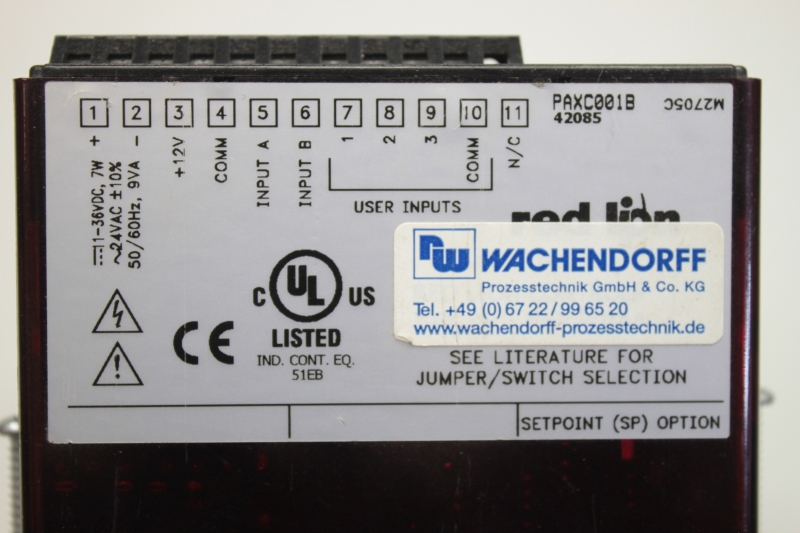 1 2 3 4 5 6 7 8 9 10 11 PAXC001B M2705C
42085
+ - +12V COMM INPUT A INPUT B 1 2 3 COMM N/C
11-36VDC, 7W
~24VAC ±10%
50/60Hz, 9VA
USER INPUTS
red lion
WACHENDORFF
Prozesstechnik GmbH & Co. KG
Tel. +49 (0) 67 22 / 99 65 20
www.wachendorff-prozesstechnik.de
C UL US
LISTED
IND. CONT. EQ.
51EB
CE
SEE LITERATURE FOR
JUMPER/SWITCH SELECTION
SETPOINT (SP) OPTION